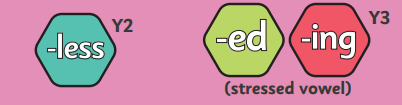 -less Y2
-ed -ing Y3
(stressed vowel)